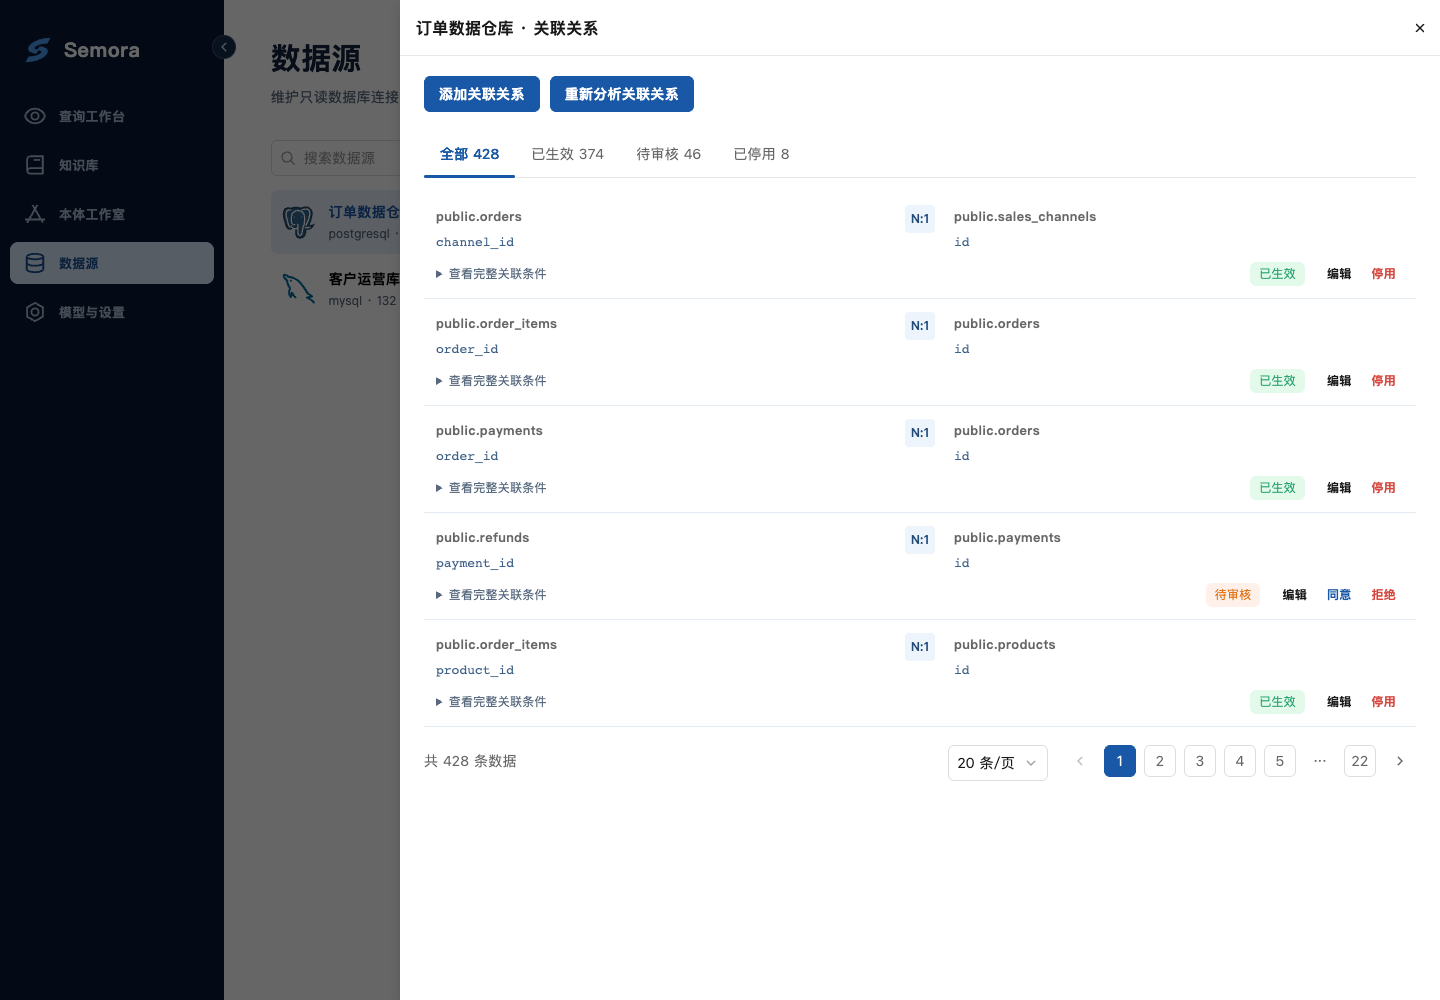 Semora
查询工作台
知识库
本体工作室
数据源
模型与设置
数据源
维护只读数据库连接
搜索数据源
订单数据仓
postgresql ·
客户运营库
mysql · 132
订单数据仓库 · 关联关系
添加关联关系
重新分析关联关系
全部 428
已生效 374
待审核 46
已停用 8
public.orders
N:1
public.sales_channels
channel_id
id
查看完整关联条件
已生效
编辑
停用
public.order_items
N:1
public.orders
order_id
id
查看完整关联条件
已生效
编辑
停用
public.payments
N:1
public.orders
order_id
id
查看完整关联条件
已生效
编辑
停用
public.refunds
N:1
public.payments
payment_id
id
查看完整关联条件
待审核
编辑
同意
拒绝
public.order_items
N:1
public.products
product_id
id
查看完整关联条件
已生效
编辑
停用
共 428 条数据
20 条/页
1
2
3
4
5
···
22